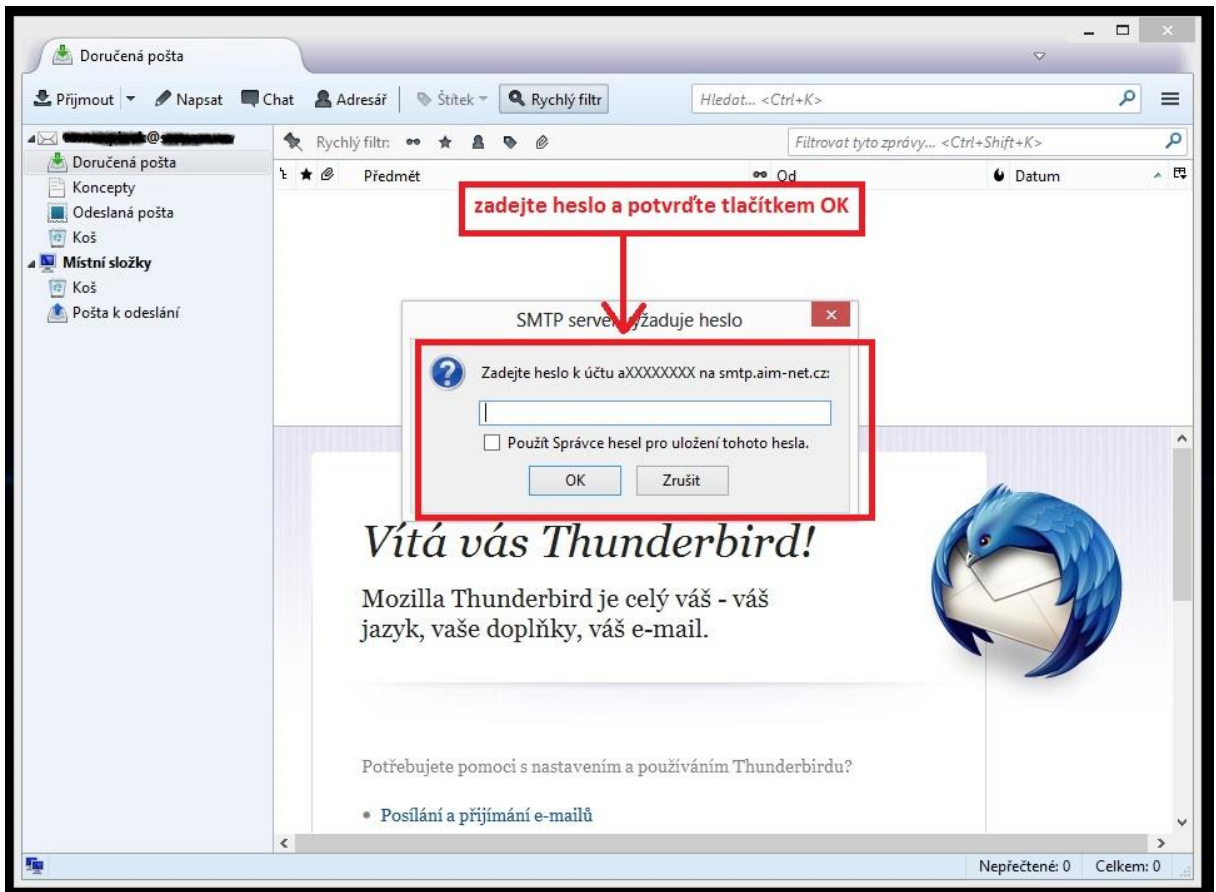 Doručená pošta
Přijmout Napsat Chat Adresář Štítek Rychlý filtr Hledat... <Ctrl+K>
@
Rychlý filtr: Filtrovat tyto zprávy... <Ctrl+Shift+K>
Doručená pošta
Koncepty
Odeslaná pošta
Koš
Místní složky
Koš
Pošta k odeslání
Předmět Od Datum
zadejte heslo a potvrďte tlačítkem OK
SMTP server vyžaduje heslo
Zadejte heslo k účtu aXXXXXXXX na smtp.aim-net.cz:
Použít Správce hesel pro uložení tohoto hesla.
OK Zrušit
Vítá vás Thunderbird!
Mozilla Thunderbird je celý váš - váš
jazyk, vaše doplňky, váš e-mail.
Potřebujete pomoci s nastavením a používáním Thunderbirdu?
• Posílání a přijímání e-mailů
Nepřečtené: 0 Celkem: 0